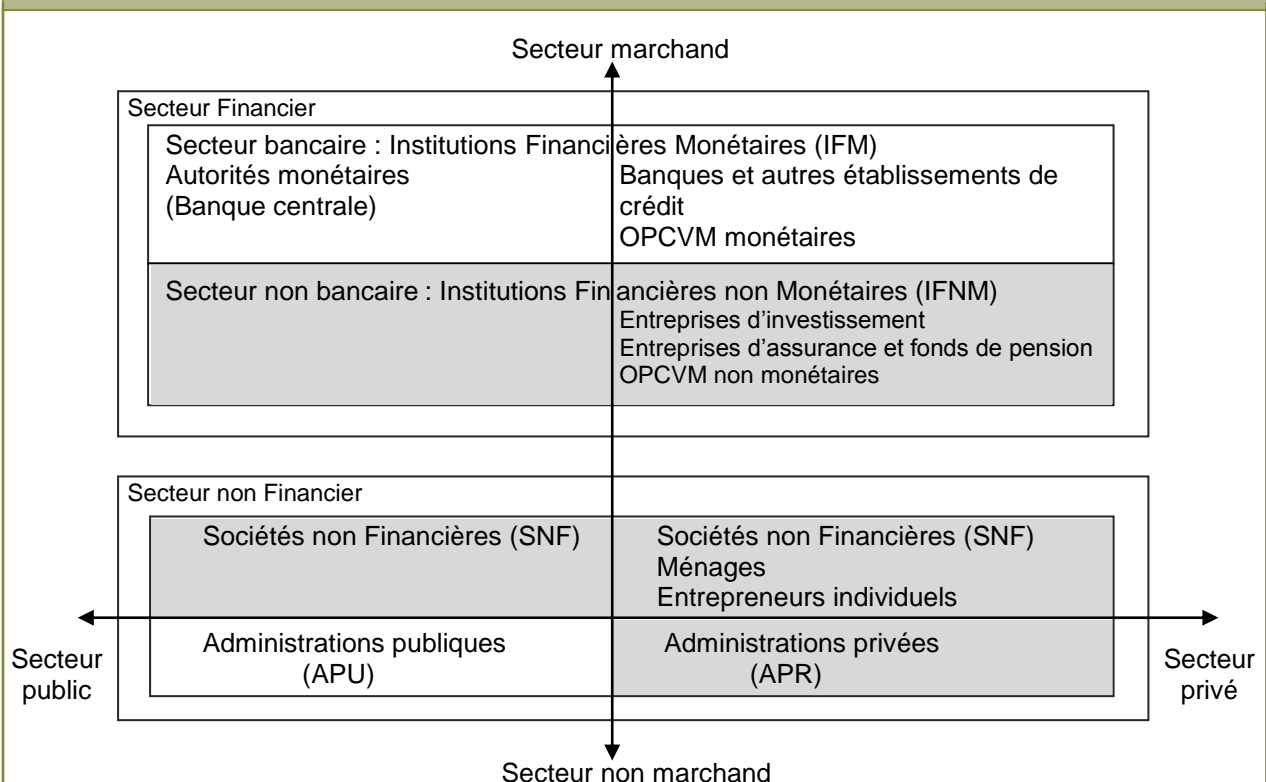 Secteur marchand
Secteur Financier
Secteur bancaire : Institutions Financières Monétaires (IFM)
Autorités monétaires
(Banque centrale)
Banques et autres établissements de
crédit
OPCVM monétaires
Secteur non bancaire : Institutions Financières non Monétaires (IFNM)
Entreprises d'investissement
Entreprises d'assurance et fonds de pension
OPCVM non monétaires
Secteur non Financier
Sociétés non Financières (SNF)
Sociétés non Financières (SNF)
Ménages
Entrepreneurs individuels
Secteur
public
Administrations publiques
(APU)
Administrations privées
(APR)
Secteur
privé
Secteur non marchand